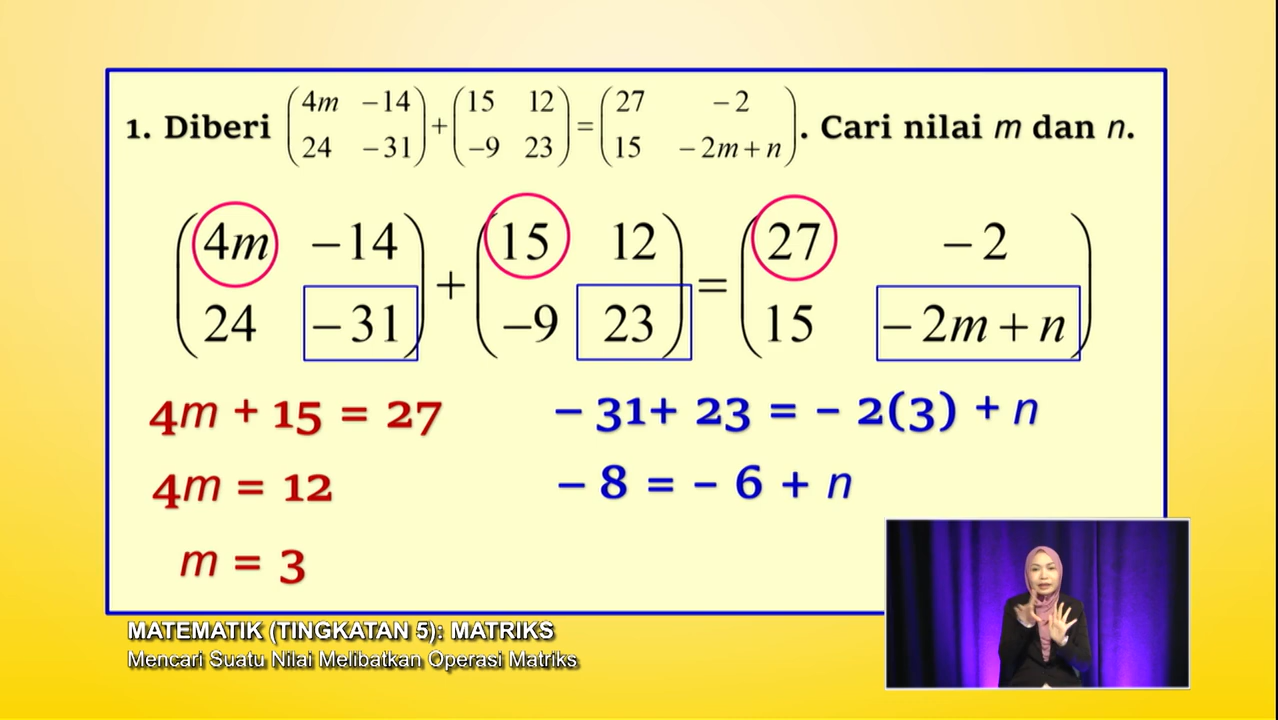 1. Diberi (4m −14 24 −31) + (15 12 −9 23) = (27 −2 15 −2m + n). Cari nilai m dan n.
(4m −14 24 −31) + (15 12 −9 23) = (27 −2 15 −2m + n)
4m + 15 = 27
− 31+ 23 = − 2(3) + n
4m = 12
− 8 = − 6 + n
m = 3
MATEMATIK (TINGKATAN 5): MATRIKS
Mencari Suatu Nilai Melibatkan Operasi Matriks